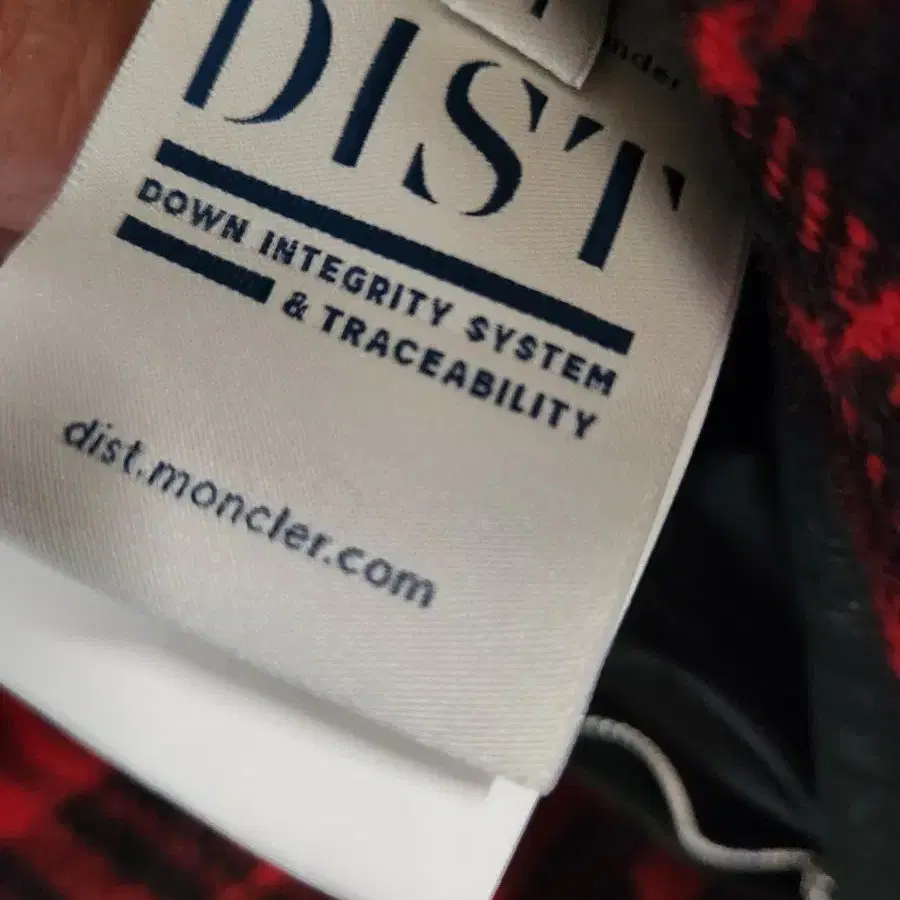 DIST
DOWN INTEGRITY SYSTEM
& TRACEABILITY
dist.moncler.com